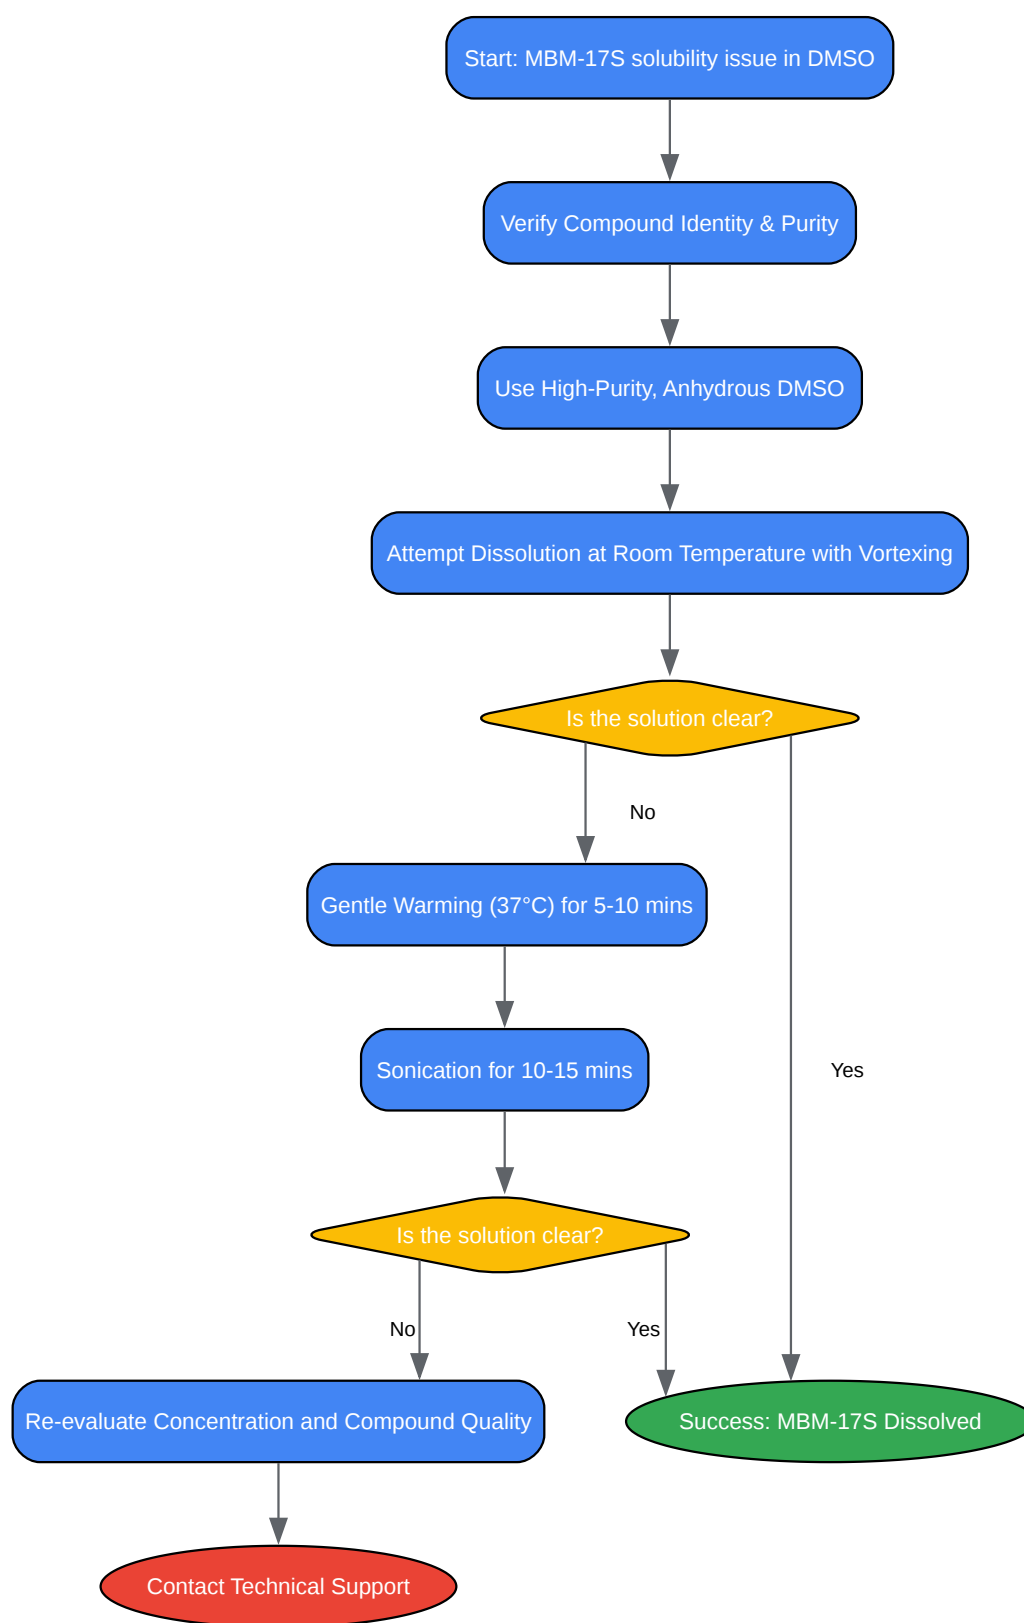 Start: MBM-17S solubility issue in DMSO
Verify Compound Identity & Purity
Use High-Purity, Anhydrous DMSO
Attempt Dissolution at Room Temperature with Vortexing
Is the solution clear?
No
Gentle Warming (37°C) for 5-10 mins
Sonication for 10-15 mins
Yes
Is the solution clear?
No
Yes
Re-evaluate Concentration and Compound Quality
Success: MBM-17S Dissolved
Contact Technical Support